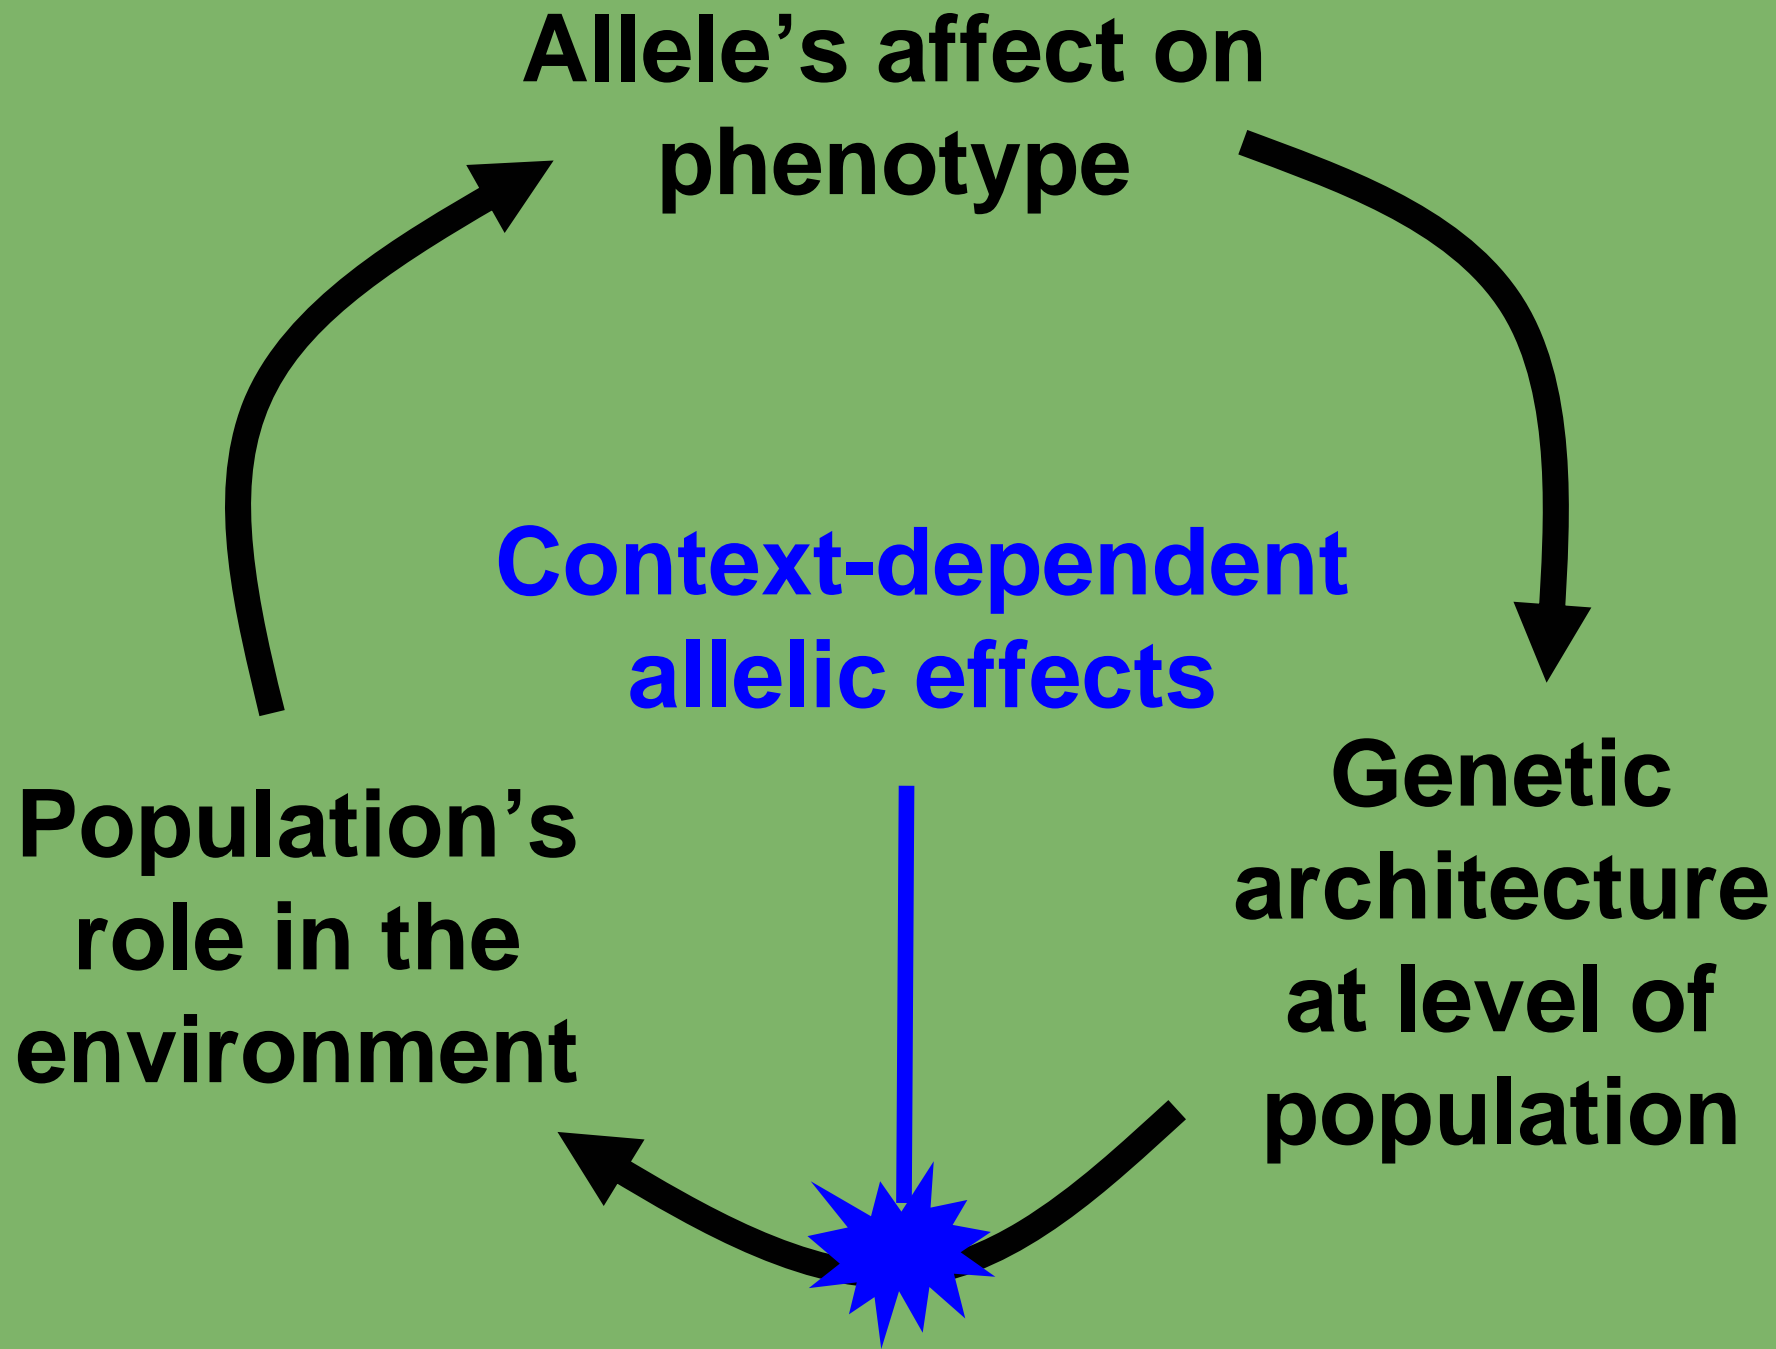 Allele’s affect on
phenotype
Context-dependent
allelic effects
Population’s
role in the
environment
Genetic
architecture
at level of
population